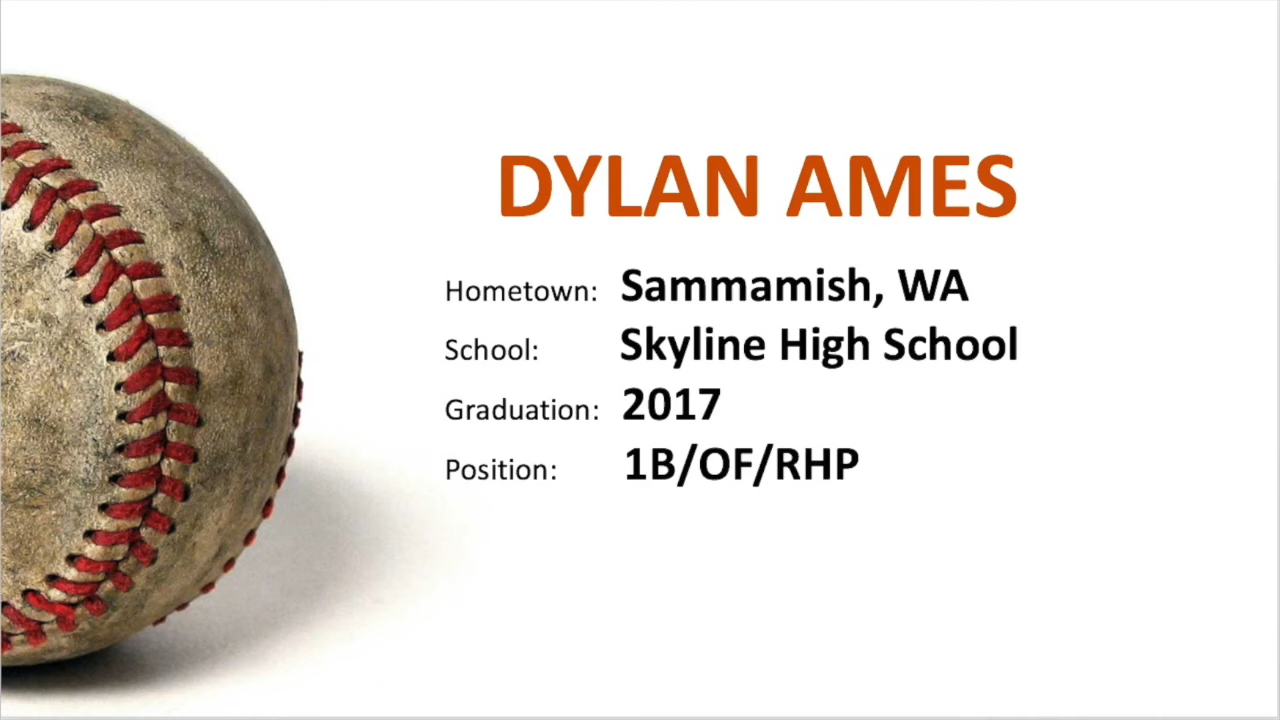 DYLAN AMES
Hometown: Sammamish, WA
School: Skyline High School
Graduation: 2017
Position: 1B/OF/RHP